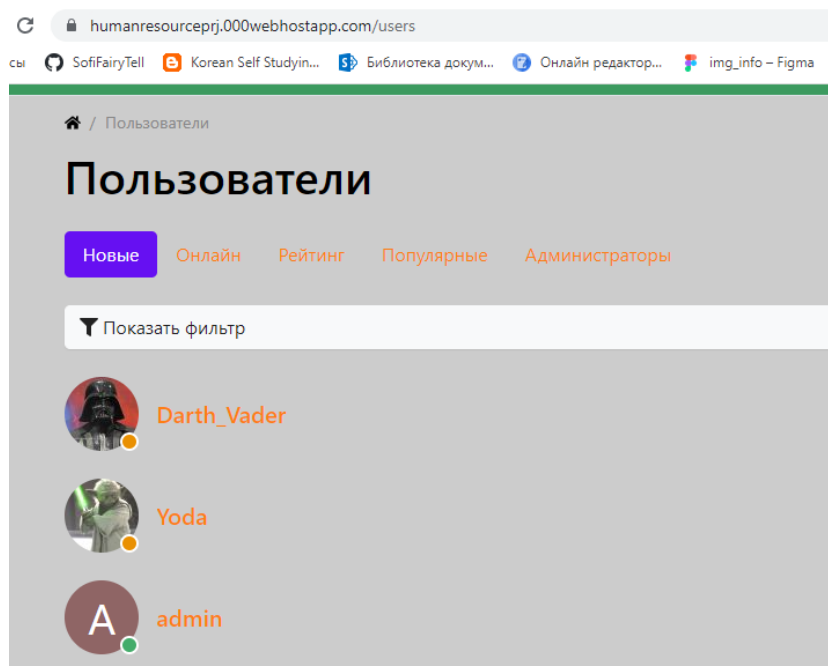 humanresourceprj.000webhostapp.com/users
сы SofiFairyTell Korean Self Studyin... Библиотека докум... Онлайн редактор... img_info – Figma
/ Пользователи
Пользователи
Новые Онлайн Рейтинг Популярные Администраторы
Показать фильтр
Darth_Vader
Yoda
A admin